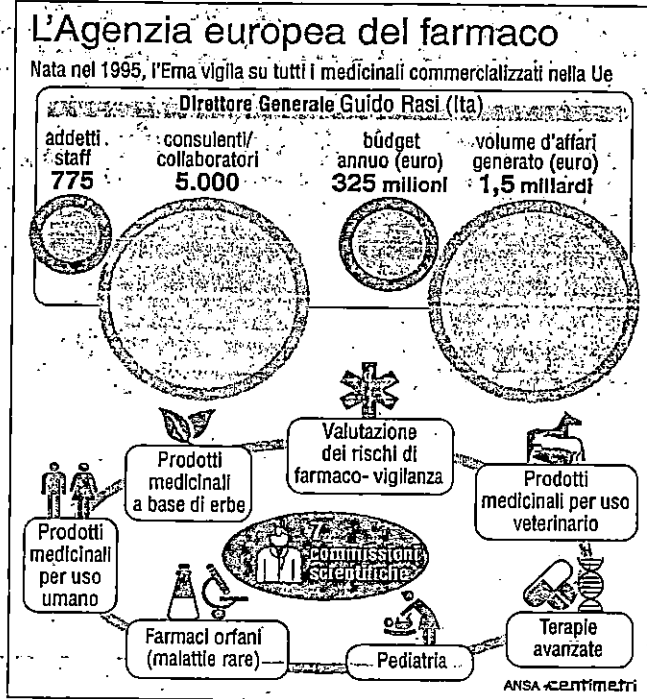 L'Agenzia europea del farmaco
Nata nel 1995, l'Ema vigila su tutti i medicinali commercializzati nella Ue
Direttore Generale Guido Rasi (Ita)
addetti
staff
775
consulenti/
collaboratori
5.000
budget
annuo (euro)
325 milioni
volume d'affari
generato (euro)
1,5 miliardi
Valutazione
dei rischi di
farmaco-vigilanza
Prodotti
medicinali
a base di erbe
Prodotti
medicinali per uso
veterinario
Prodotti
medicinali
per uso
umano
7
commissioni
scientifiche
Farmaci orfani
(malattie rare)
Pediatria
Terapie
avanzate
ANSA centimetri